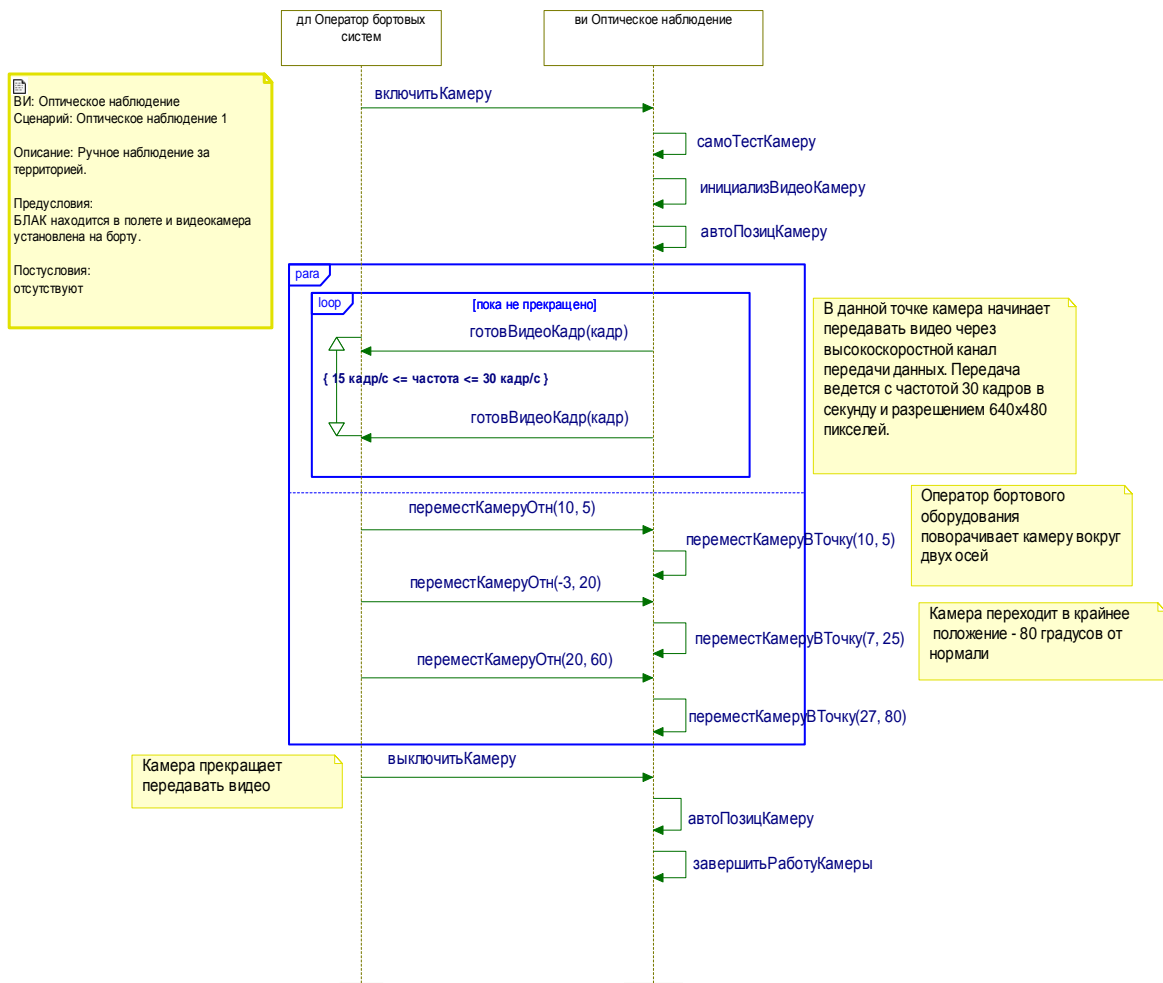 дл Оператор бортовых
систем
ви Оптическое наблюдение
ВИ: Оптическое наблюдение
Сценарий: Оптическое наблюдение 1
Описание: Ручное наблюдение за
территорией.
Предусловия:
БЛАК находится в полете и видеокамера
установлена на борту.
Постусловия:
отсутствуют
включитьКамеру
самоТестКамеру
инициализВидеоКамеру
автоПозицКамеру
para
loop
[пока не прекращено]
готовВидеоКадр(кадр)
{ 15 кадр/с <= частота <= 30 кадр/с }
готовВидеоКадр(кадр)
В данной точке камера начинает
передавать видео через
высокоскоростной канал
передачи данных. Передача
ведется с частотой 30 кадров в
секунду и разрешением 640x480
пикселей.
переместКамеруОтн(10, 5)
переместКамеруВТочку(10, 5)
Оператор бортового
оборудования
поворачивает камеру вокруг
двух осей
переместКамеруОтн(-3, 20)
переместКамеруВТочку(7, 25)
Камера переходит в крайнее
положение - 80 градусов от
нормали
переместКамеруОтн(20, 60)
переместКамеруВТочку(27, 80)
выключитьКамеру
Камера прекращает
передавать видео
автоПозицКамеру
завершитьРаботуКамеры